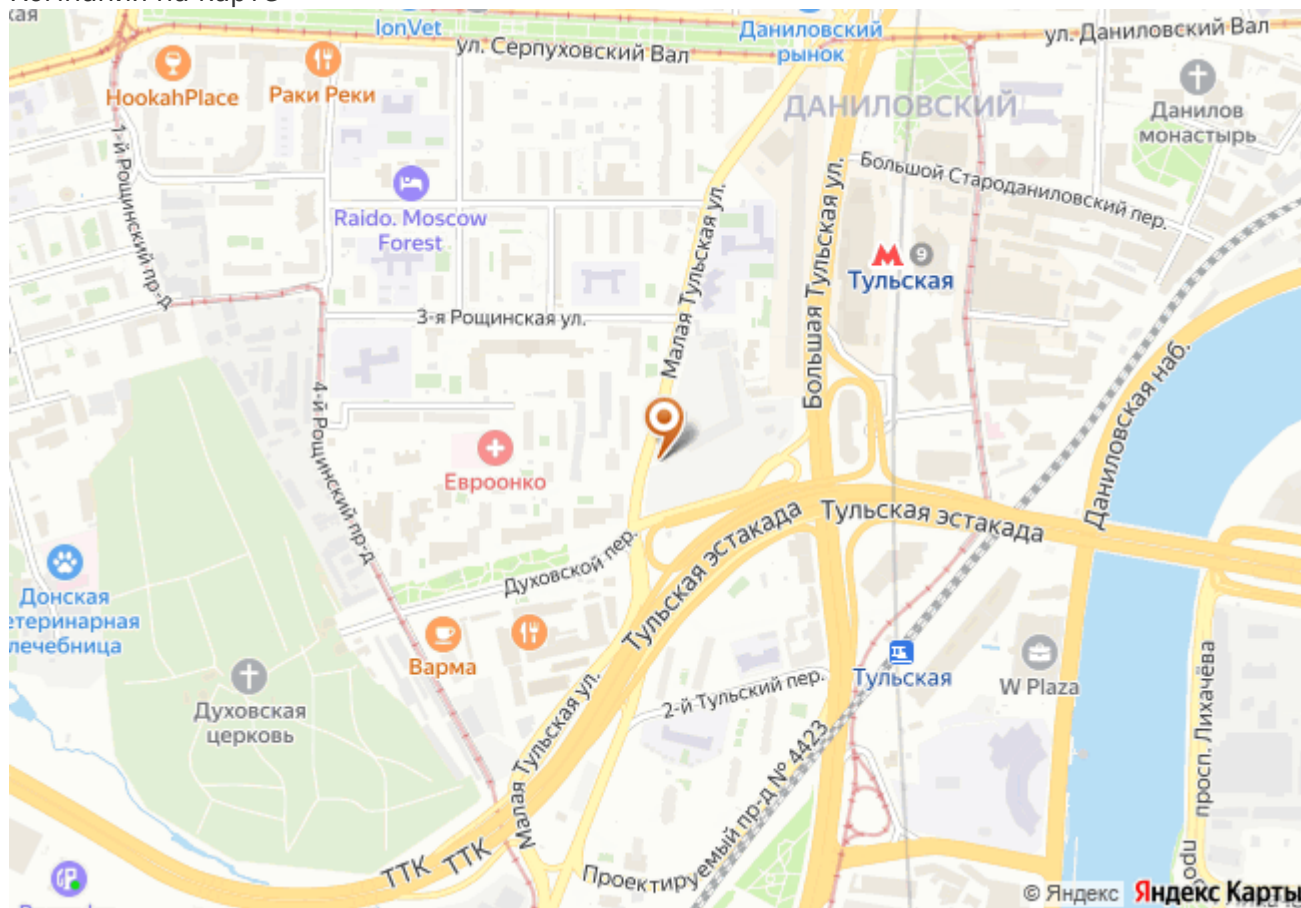 IonVet
ул. Серпуховский Вал
Даниловский
рынок
ул. Даниловский Вал
HookahPlace
Раки Реки
ДАНИЛОВСКИЙ
Данилов
монастырь
1-й Рощинский пр-д
Большой Староданиловский пер.
Raido. Moscow
Forest
Малая Тульская ул.
Большая Тульская ул.
9
Тульская
3-я Рощинская ул.
4-й Рощинский пр-д
Даниловская наб.
Евроонко
Тульская эстакада
Тульская эстакада
Духовской пер.
Донская
етеринарная
лечебница
Варма
Тульская
W Plaza
2-й Тульский пер.
просп. Лихачёва
Духовская
церковь
Малая Тульская ул.
Проектируемый пр-д № 4423
ТТК ТТК
© Яндекс Яндекс Карты